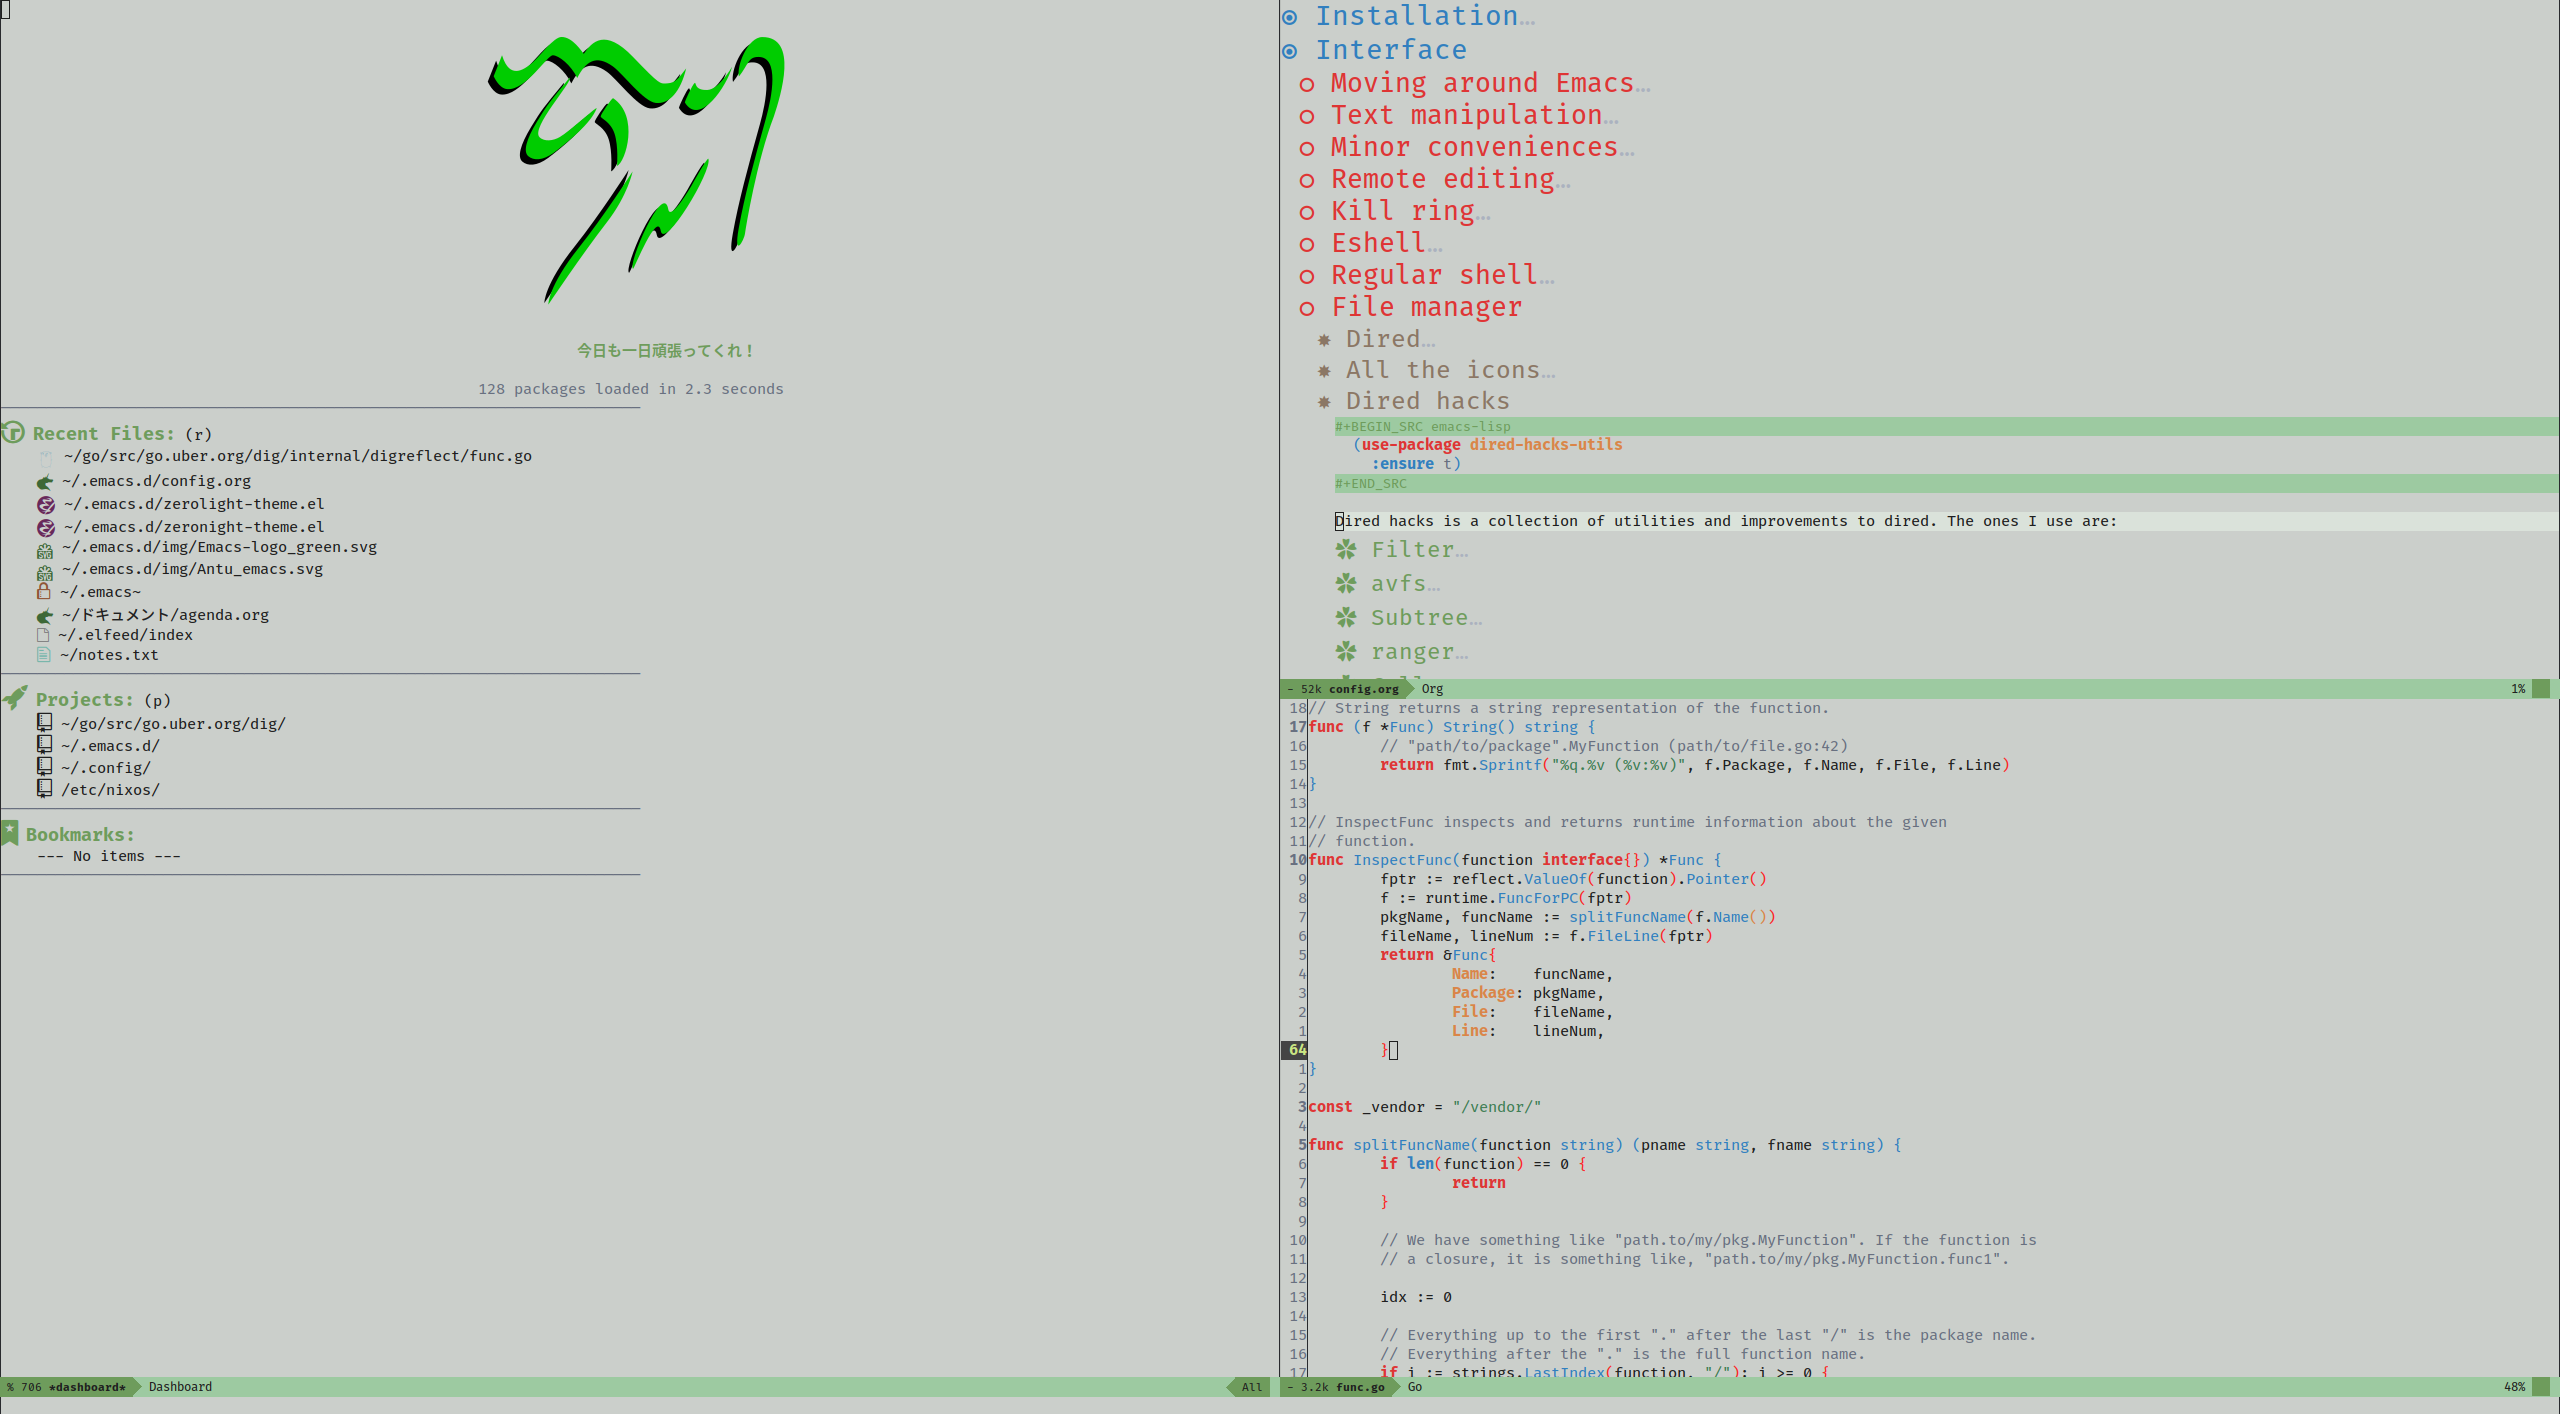 今日も一日頑張ってくれ！
128 packages loaded in 2.3 seconds
Recent Files: (r)
~/go/src/go.uber.org/dig/internal/digreflect/func.go
~/.emacs.d/config.org
~/.emacs.d/zerolight-theme.el
~/.emacs.d/zeronight-theme.el
~/.emacs.d/img/Emacs-logo_green.svg
~/.emacs.d/img/Antu_emacs.svg
~/.emacs~
~/ドキュメント/agenda.org
~/.elfeed/index
~/notes.txt
Projects: (p)
~/go/src/go.uber.org/dig/
~/.emacs.d/
~/.config/
/etc/nixos/
Bookmarks:
--- No items ---
% 706 *dashboard* Dashboard All
Installation…
Interface
Moving around Emacs…
Text manipulation…
Minor conveniences…
Remote editing…
Kill ring…
Eshell…
Regular shell…
File manager
Dired…
All the icons…
Dired hacks
#+BEGIN_SRC emacs-lisp
(use-package dired-hacks-utils
:ensure t)
#+END_SRC
Dired hacks is a collection of utilities and improvements to dired. The ones I use are:
Filter…
avfs…
Subtree…
ranger…
- 52k config.org Org 1%
18 // String returns a string representation of the function.
17 func (f *Func) String() string {
16 // "path/to/package".MyFunction (path/to/file.go:42)
15 return fmt.Sprintf("%q.%v (%v:%v)", f.Package, f.Name, f.File, f.Line)
14 }
13
12 // InspectFunc inspects and returns runtime information about the given
11 // function.
10 func InspectFunc(function interface{}) *Func {
9 fptr := reflect.ValueOf(function).Pointer()
8 f := runtime.FuncForPC(fptr)
7 pkgName, funcName := splitFuncName(f.Name())
6 fileName, lineNum := f.FileLine(fptr)
5 return &Func{
4 Name: funcName,
3 Package: pkgName,
2 File: fileName,
1 Line: lineNum,
64 }
1 }
2
3 const _vendor = "/vendor/"
4
5 func splitFuncName(function string) (pname string, fname string) {
6 if len(function) == 0 {
7 return
8 }
9
10 // We have something like "path.to/my/pkg.MyFunction". If the function is
11 // a closure, it is something like, "path.to/my/pkg.MyFunction.func1".
12
13 idx := 0
14
15 // Everything up to the first "." after the last "/" is the package name.
16 // Everything after the "." is the full function name.
17 if i := strings.LastIndex(function, "/"); i >= 0 {
- 3.2k func.go Go 48%